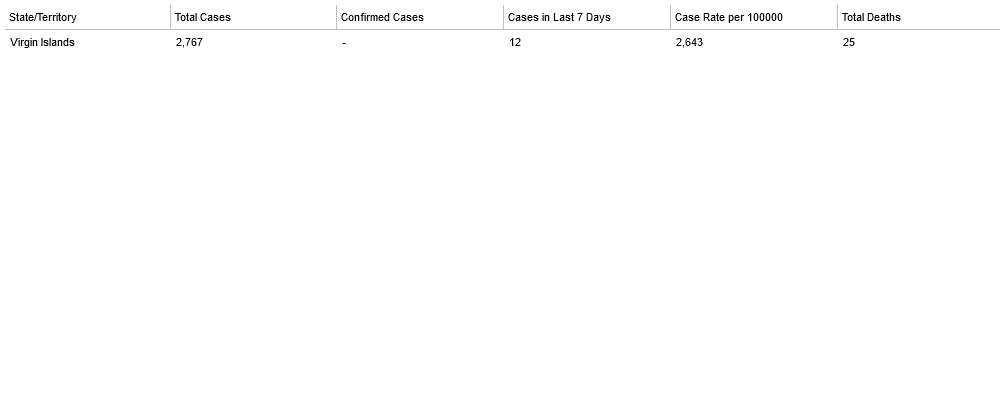 State/Territory Total Cases Confirmed Cases Cases in Last 7 Days Case Rate per 100000 Total Deaths
Virgin Islands 2,767 - 12 2,643 25